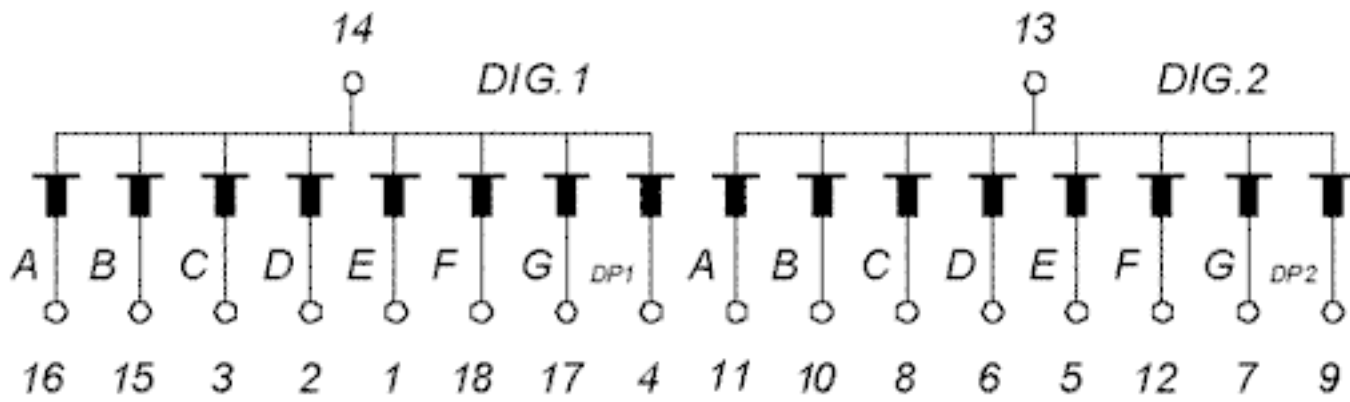 14 13
DIG.1 DIG.2
A B C D E F G DP1 A B C D E F G DP2
16 15 3 2 1 18 17 4 11 10 8 6 5 12 7 9